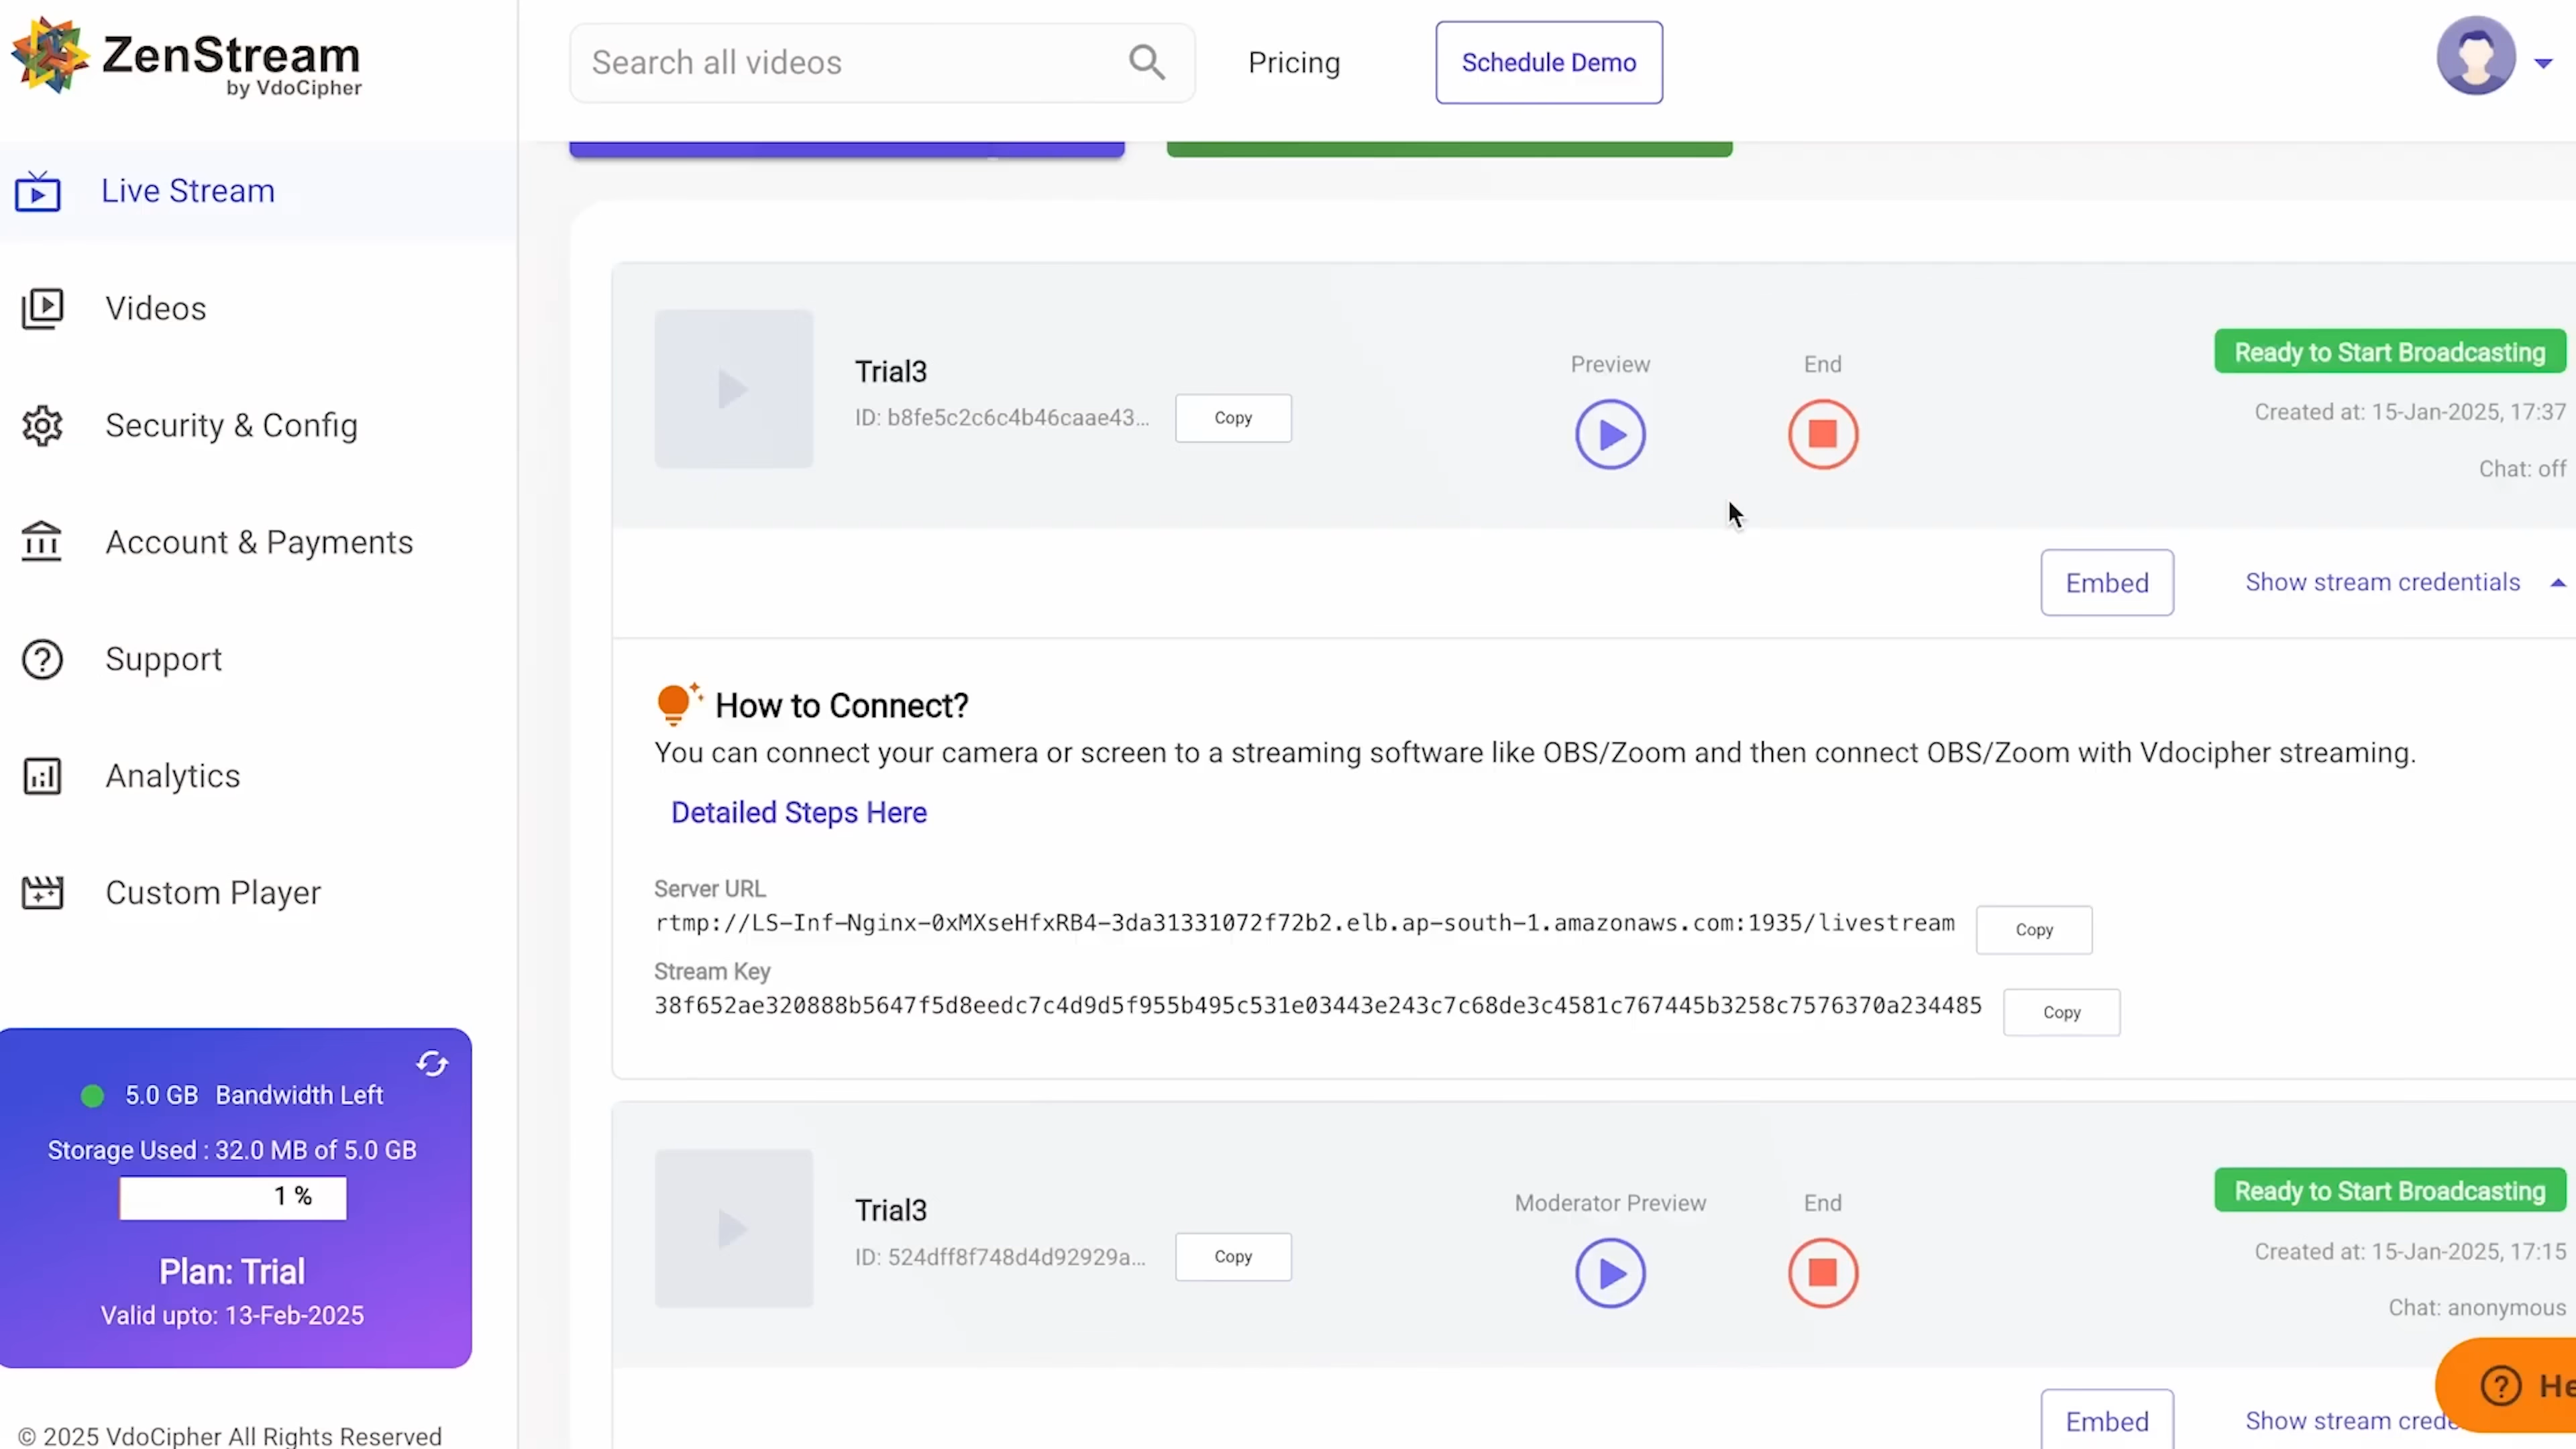 ZenStream
by VdoCipher
Search all videos
Pricing
Schedule Demo
Live Stream
Videos
Security & Config
Account & Payments
Support
Analytics
Custom Player
5.0 GB Bandwidth Left
Storage Used : 32.0 MB of 5.0 GB
1 %
Plan: Trial
Valid upto: 13-Feb-2025
© 2025 VdoCipher All Rights Reserved
Trial3
ID: b8fe5c2c6c4b46caae43...
Copy
Preview
End
Ready to Start Broadcasting
Created at: 15-Jan-2025, 17:37
Chat: off
Embed
Show stream credentials
How to Connect?
You can connect your camera or screen to a streaming software like OBS/Zoom and then connect OBS/Zoom with Vdocipher streaming.
Detailed Steps Here
Server URL
rtmp://LS-Inf-Nginx-0xMXseHfxRB4-3da31331072f72b2.elb.ap-south-1.amazonaws.com:1935/livestream
Copy
Stream Key
38f652ae320888b5647f5d8eedc7c4d9d5f955b495c531e03443e243c7c68de3c4581c767445b3258c7576370a234485
Copy
Trial3
ID: 524dff8f748d4d92929a...
Copy
Moderator Preview
End
Ready to Start Broadcasting
Created at: 15-Jan-2025, 17:15
Chat: anonymous
Embed
Show stream crede
He